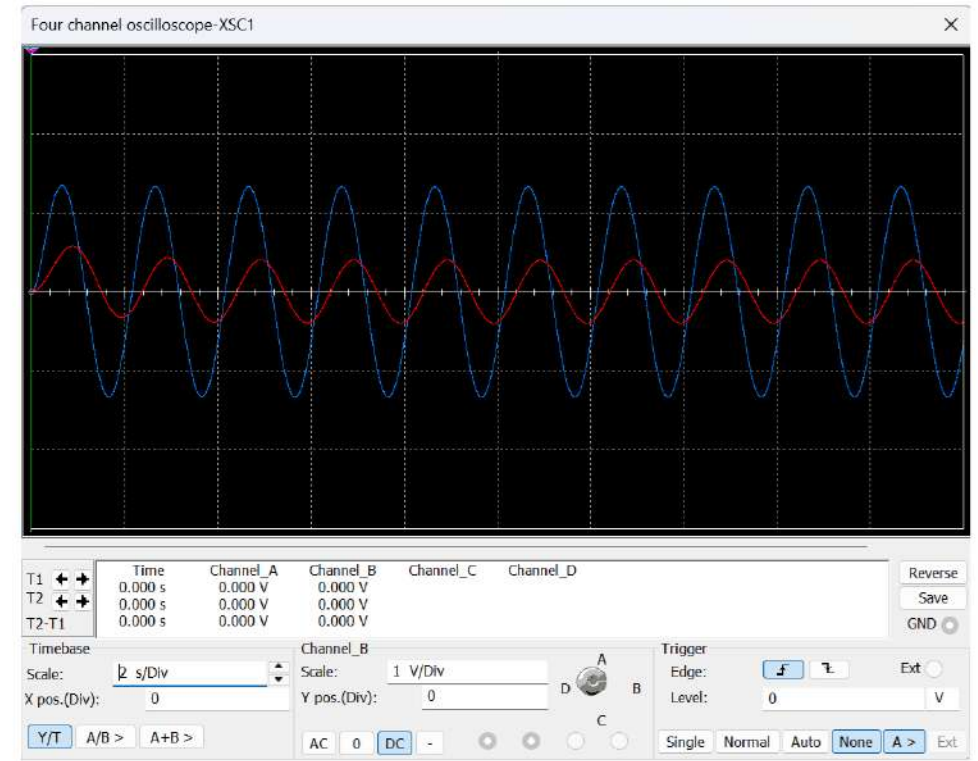 Four channel oscilloscope-XSC1
Time Channel_A Channel_B Channel_C Channel_D
T1 0.000 s 0.000 V 0.000 V
T2 0.000 s 0.000 V 0.000 V
T2-T1 0.000 s 0.000 V 0.000 V
Reverse
Save
GND
Timebase
Scale: 2 s/Div
X pos.(Div): 0
Y/T A/B > A+B >
Channel_B
Scale: 1 V/Div
Y pos.(Div): 0
AC 0 DC -
A
D B
C
Trigger
Edge: Ext
Level: 0 V
Single Normal Auto None A > Ext